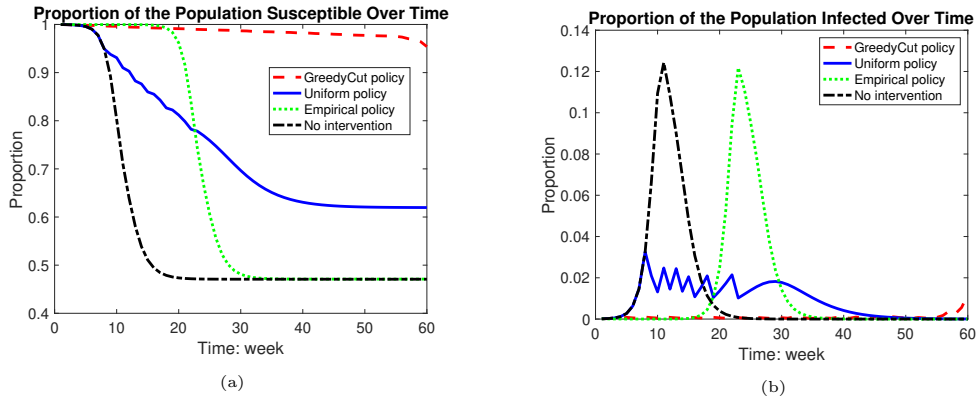 Proportion of the Population Susceptible Over Time
1
0.9
0.8
0.7
0.6
0.5
0.4
Proportion
GreedyCut policy
Uniform policy
Empirical policy
No intervention
0 10 20 30 40 50 60
Time: week
(a)
Proportion of the Population Infected Over Time
0.14
0.12
0.1
0.08
0.06
0.04
0.02
0
Proportion
GreedyCut policy
Uniform policy
Empirical policy
No intervention
0 10 20 30 40 50 60
Time: week
(b)